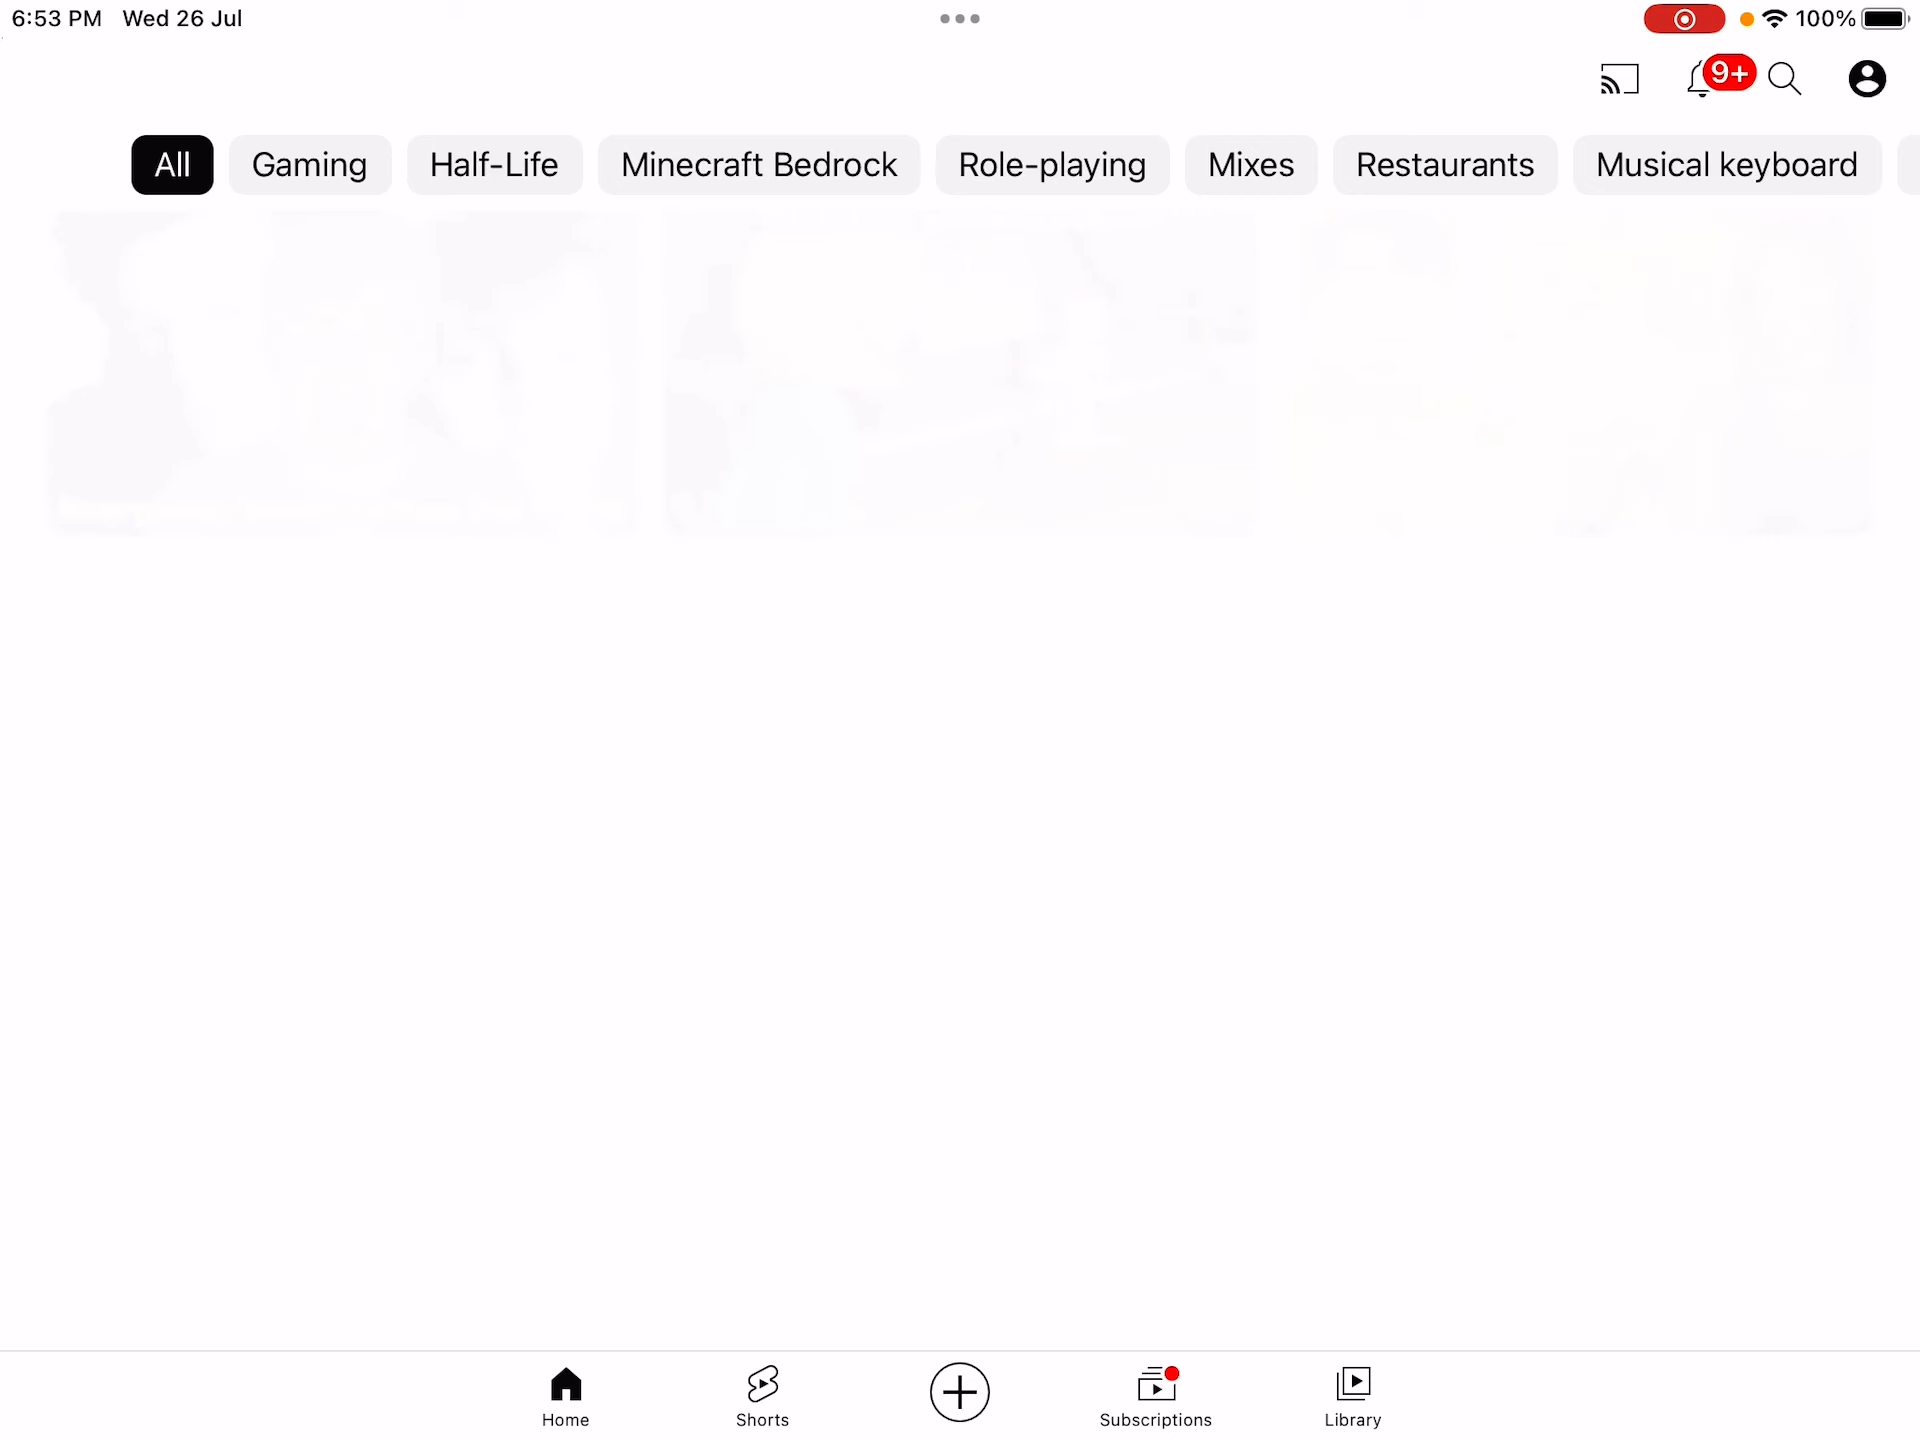 6:53 PM Wed 26 Jul
100%
9+
All Gaming Half-Life Minecraft Bedrock Role-playing Mixes Restaurants Musical keyboard
Home Shorts Subscriptions Library